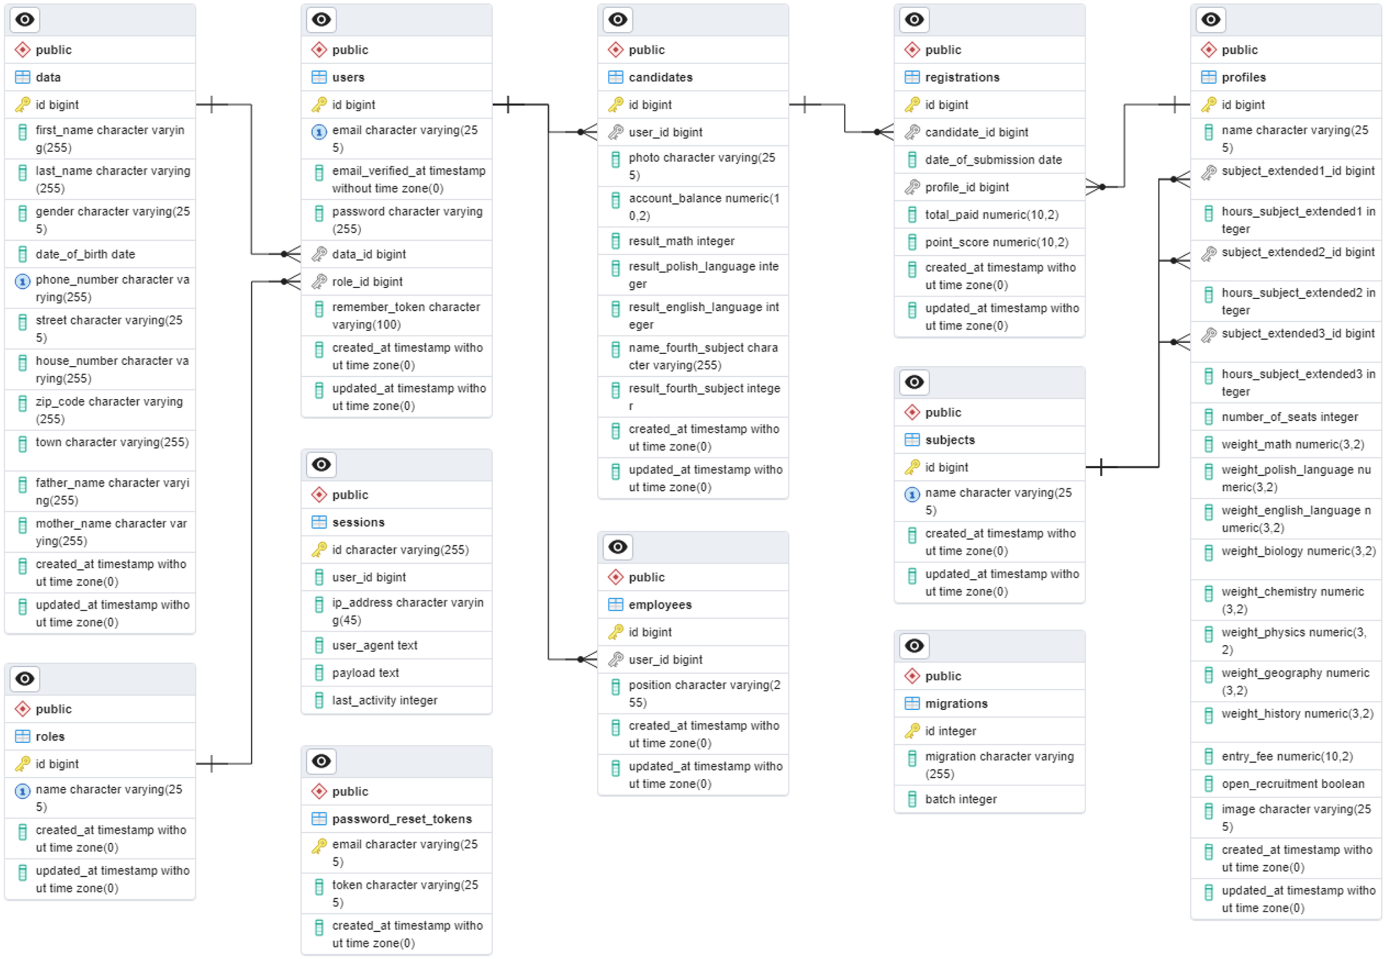 public
data
id bigint
first_name character varyin
g(255)
last_name character varying
(255)
gender character varying(25
5)
date_of_birth date
1
phone_number character va
rying(255)
street character varying(25
5)
house_number character va
rying(255)
zip_code character varying
(255)
town character varying(255)
father_name character varyi
ng(255)
mother_name character var
ying(255)
created_at timestamp witho
ut time zone(0)
updated_at timestamp witho
ut time zone(0)
public
roles
id bigint
1
name character varying(25
5)
created_at timestamp witho
ut time zone(0)
updated_at timestamp witho
ut time zone(0)
public
users
id bigint
1
email character varying(25
5)
email_verified_at timestamp
without time zone(0)
password character varying
(255)
data_id bigint
role_id bigint
remember_token character
varying(100)
created_at timestamp witho
ut time zone(0)
updated_at timestamp witho
ut time zone(0)
public
sessions
id character varying(255)
user_id bigint
ip_address character varyin
g(45)
user_agent text
payload text
last_activity integer
public
password_reset_tokens
email character varying(25
5)
token character varying(25
5)
created_at timestamp witho
ut time zone(0)
public
candidates
id bigint
user_id bigint
photo character varying(25
5)
account_balance numeric(1
0,2)
result_math integer
result_polish_language inte
ger
result_english_language int
eger
name_fourth_subject chara
cter varying(255)
result_fourth_subject intege
r
created_at timestamp witho
ut time zone(0)
updated_at timestamp witho
ut time zone(0)
public
employees
id bigint
user_id bigint
position character varying(2
55)
created_at timestamp witho
ut time zone(0)
updated_at timestamp witho
ut time zone(0)
public
registrations
id bigint
candidate_id bigint
date_of_submission date
profile_id bigint
total_paid numeric(10,2)
point_score numeric(10,2)
created_at timestamp witho
ut time zone(0)
updated_at timestamp witho
ut time zone(0)
public
subjects
id bigint
1
name character varying(25
5)
created_at timestamp witho
ut time zone(0)
updated_at timestamp witho
ut time zone(0)
public
migrations
id integer
migration character varying
(255)
batch integer
public
profiles
id bigint
name character varying(25
5)
subject_extended1_id bigint
hours_subject_extended1 in
teger
subject_extended2_id bigint
hours_subject_extended2 in
teger
subject_extended3_id bigint
hours_subject_extended3 in
teger
number_of_seats integer
weight_math numeric(3,2)
weight_polish_language nu
meric(3,2)
weight_english_language n
umeric(3,2)
weight_biology numeric(3,2)
weight_chemistry numeric
(3,2)
weight_physics numeric(3,
2)
weight_geography numeric
(3,2)
weight_history numeric(3,2)
entry_fee numeric(10,2)
open_recruitment boolean
image character varying(25
5)
created_at timestamp witho
ut time zone(0)
updated_at timestamp witho
ut time zone(0)